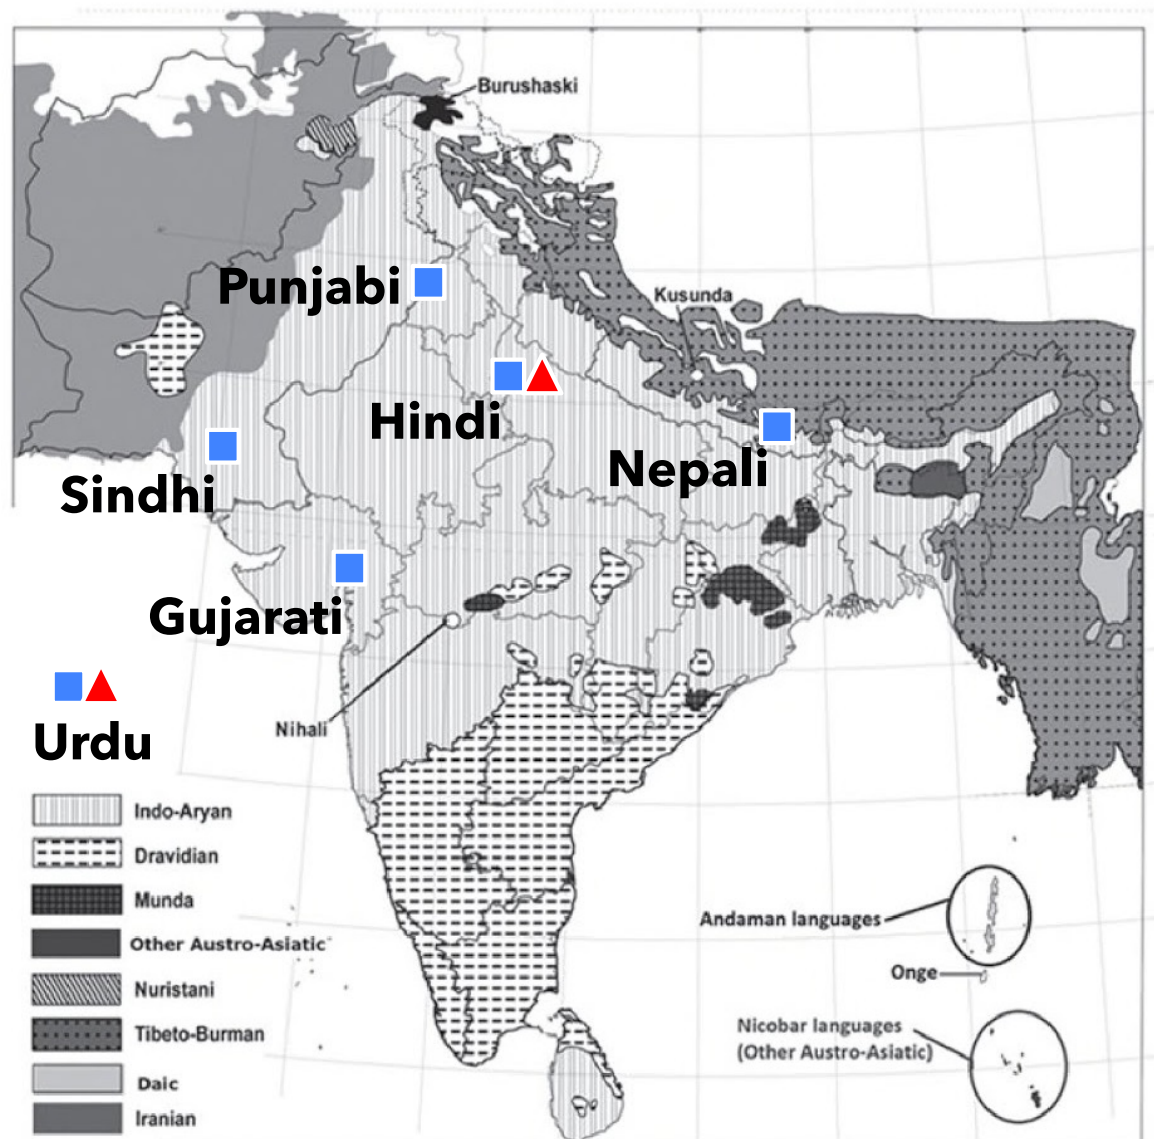 Burushaski
Punjabi
Kusunda
Hindi
Nepali
Sindhi
Gujarati
Nihali
Urdu
Indo-Aryan
Dravidian
Munda
Other Austro-Asiatic
Nuristani
Tibeto-Burman
Daic
Iranian
Andaman languages
Onge
Nicobar languages
(Other Austro-Asiatic)